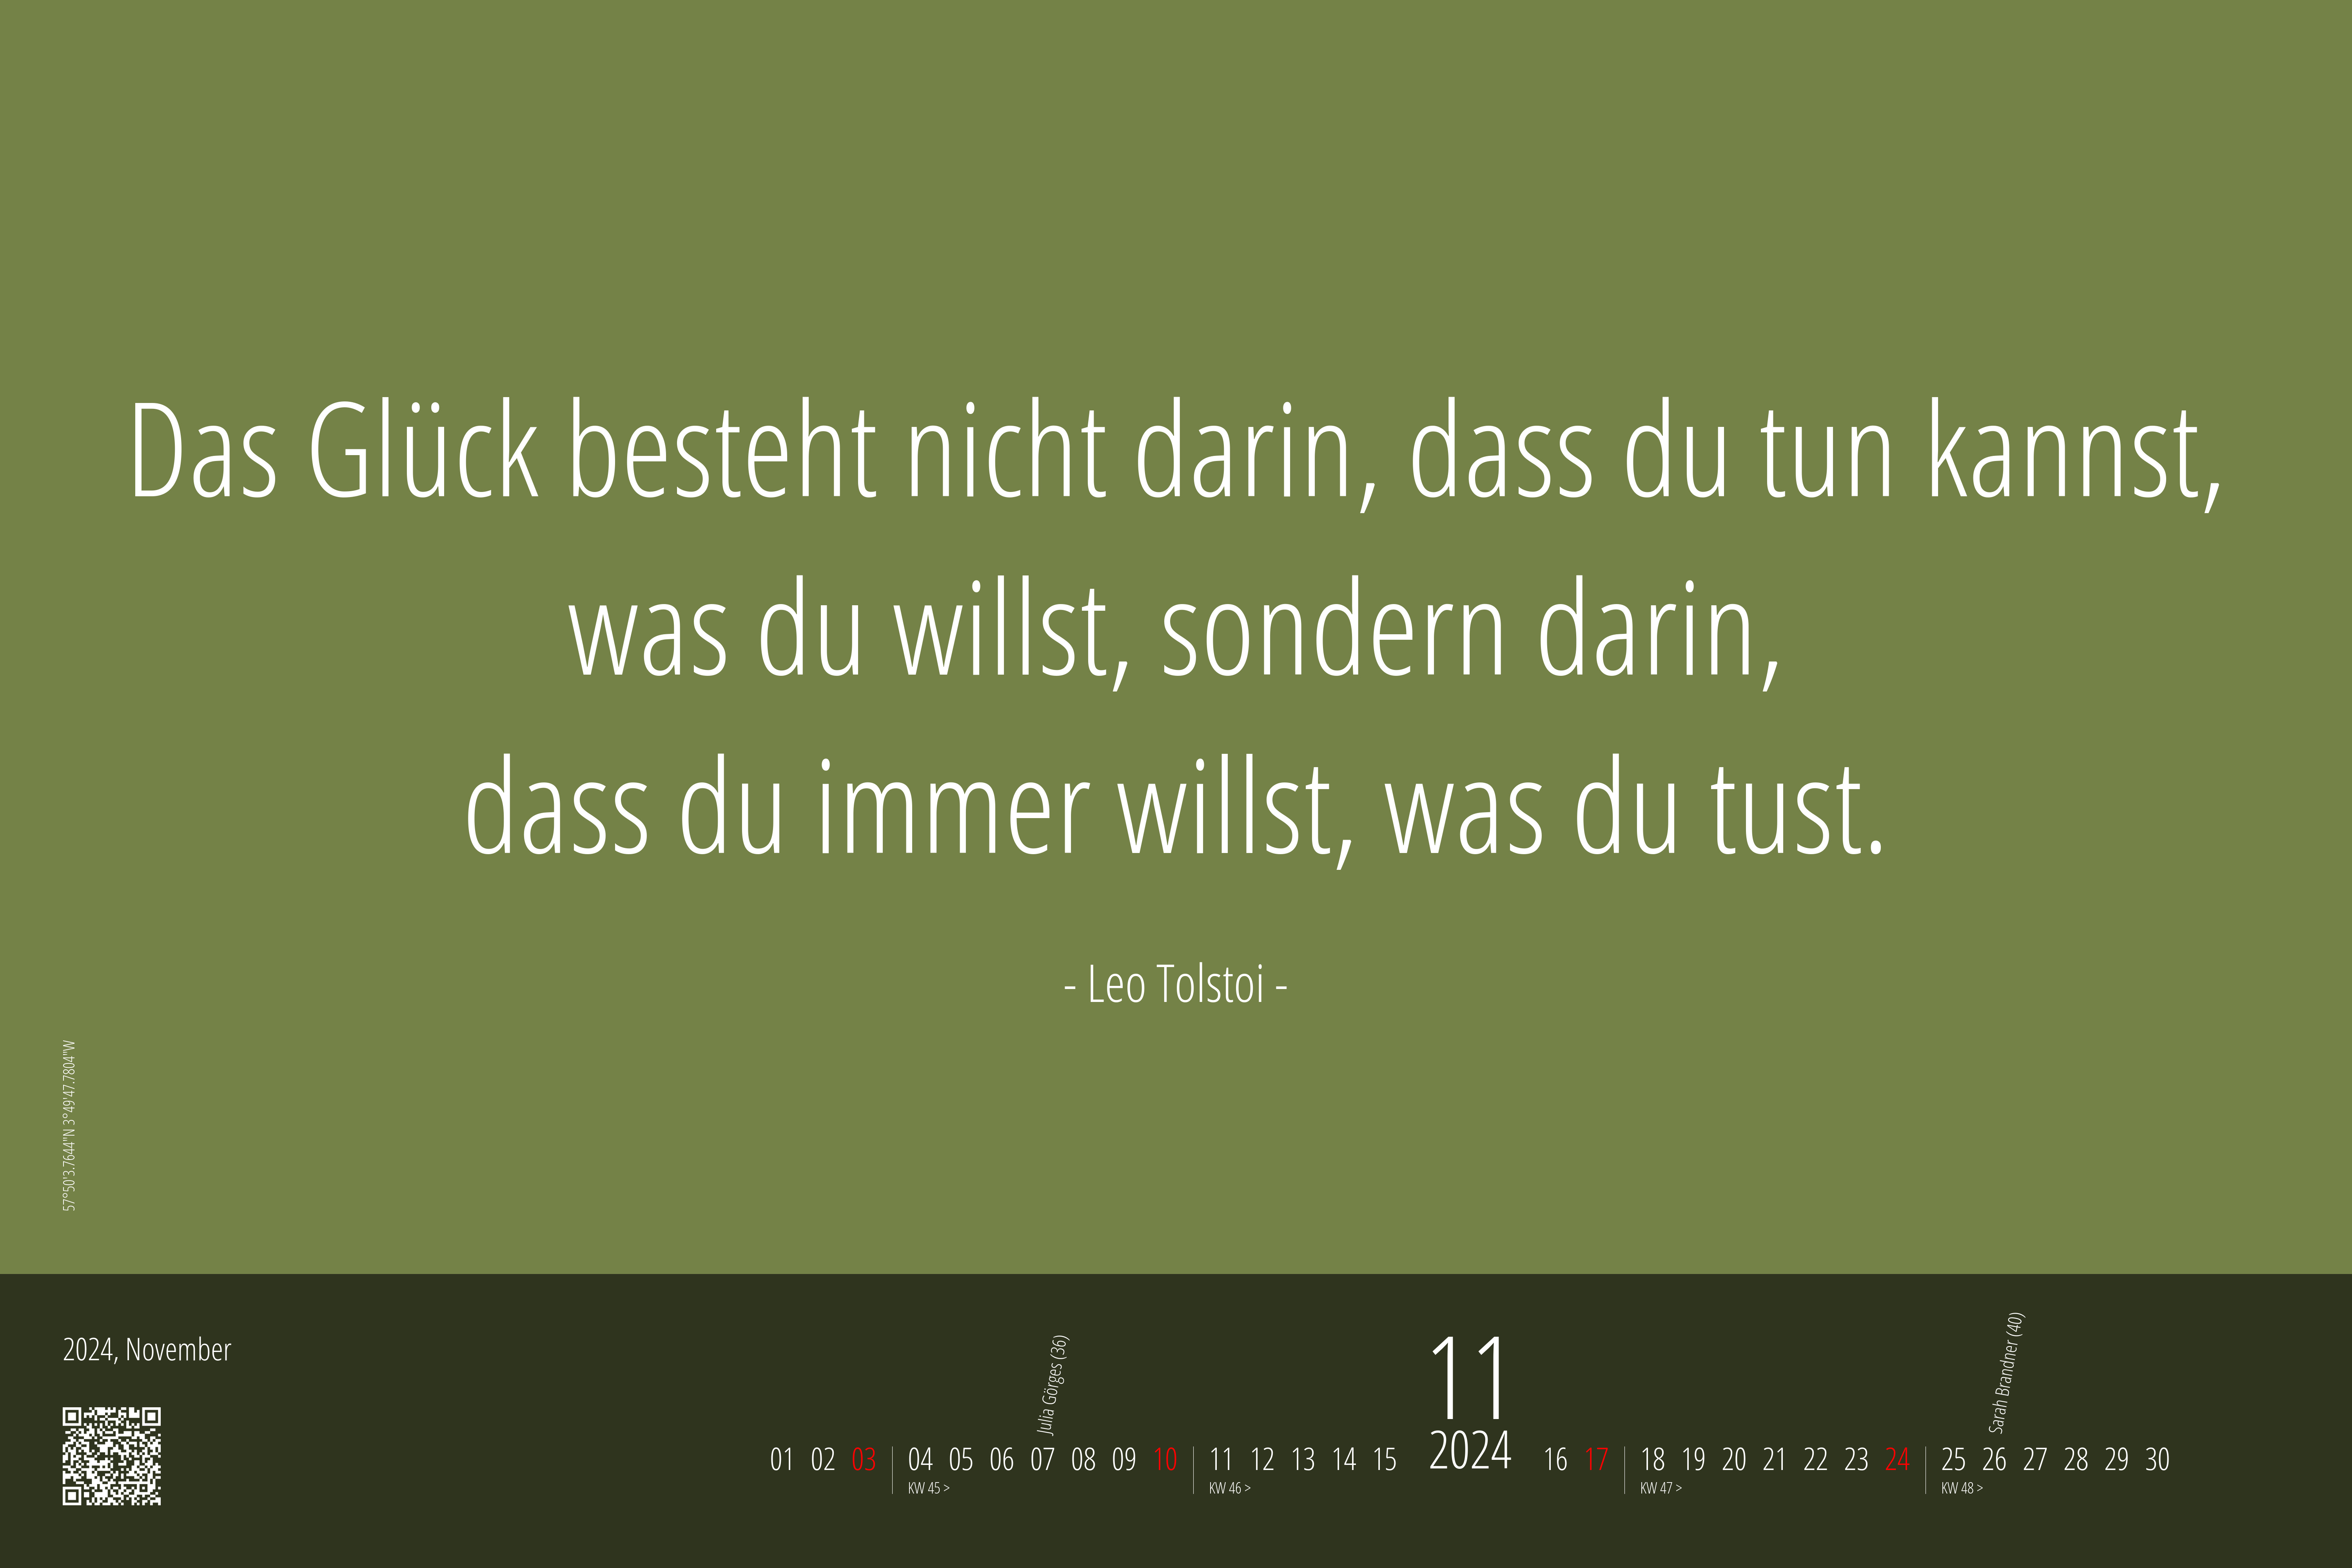 Das Glück besteht nicht darin, dass du tun kannst,
was du willst, sondern darin,
dass du immer willst, was du tust.
- Leo Tolstoi -
57°50'3.7644"N 3°49'47.7804"W
2024, November
Julia Görges (36)
Sarah Brandner (40)
11
2024
01 02 03 04 05 06 07 08 09 10 11 12 13 14 15 16 17 18 19 20 21 22 23 24 25 26 27 28 29 30
KW 45 > KW 46 > KW 47 > KW 48 >